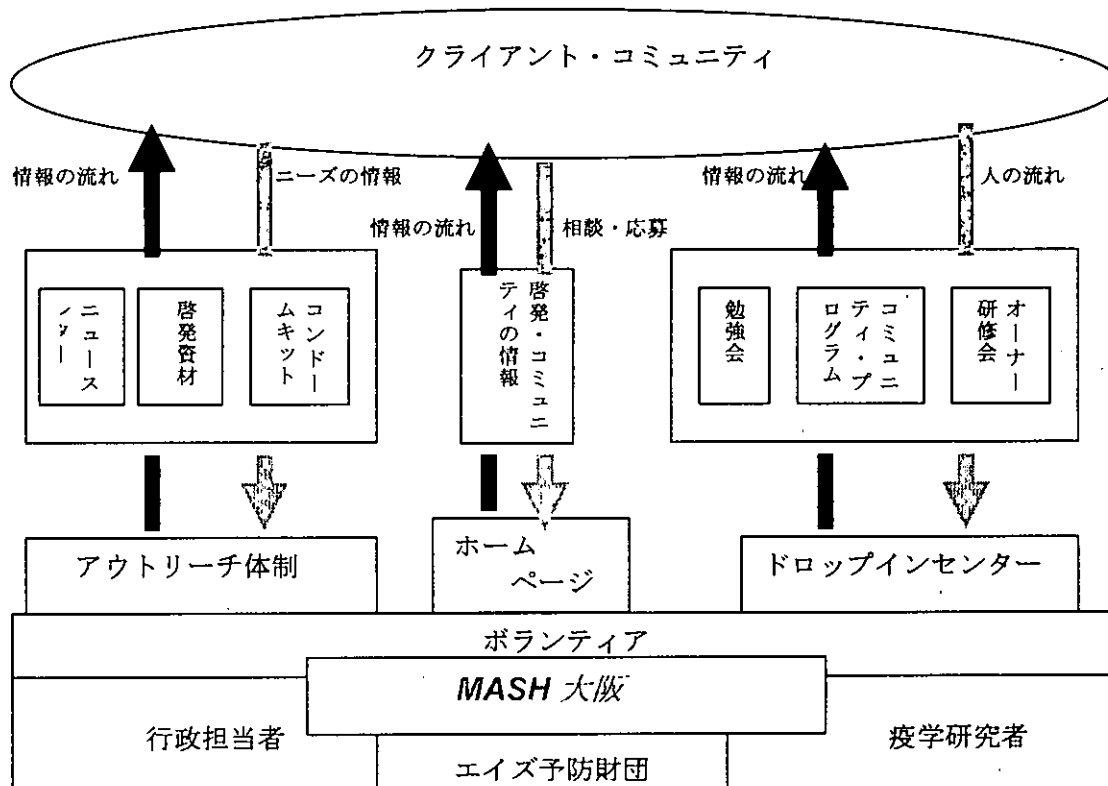 クライアント・コミュニティ
情報の流れ
ニーズの情報
情報の流れ
相談・応募
情報の流れ
人の流れ
ニュース
レター
啓発資材
コンドー
ムキット
啓発・コミュニ
ティの情報
勉強会
コミュニ
ティ・プ
ログラム
オーナー
研修会
アウトリーチ体制
ホーム
ページ
ドロップインセンター
ボランティア
MASH 大阪
行政担当者
疫学研究者
エイズ予防財団